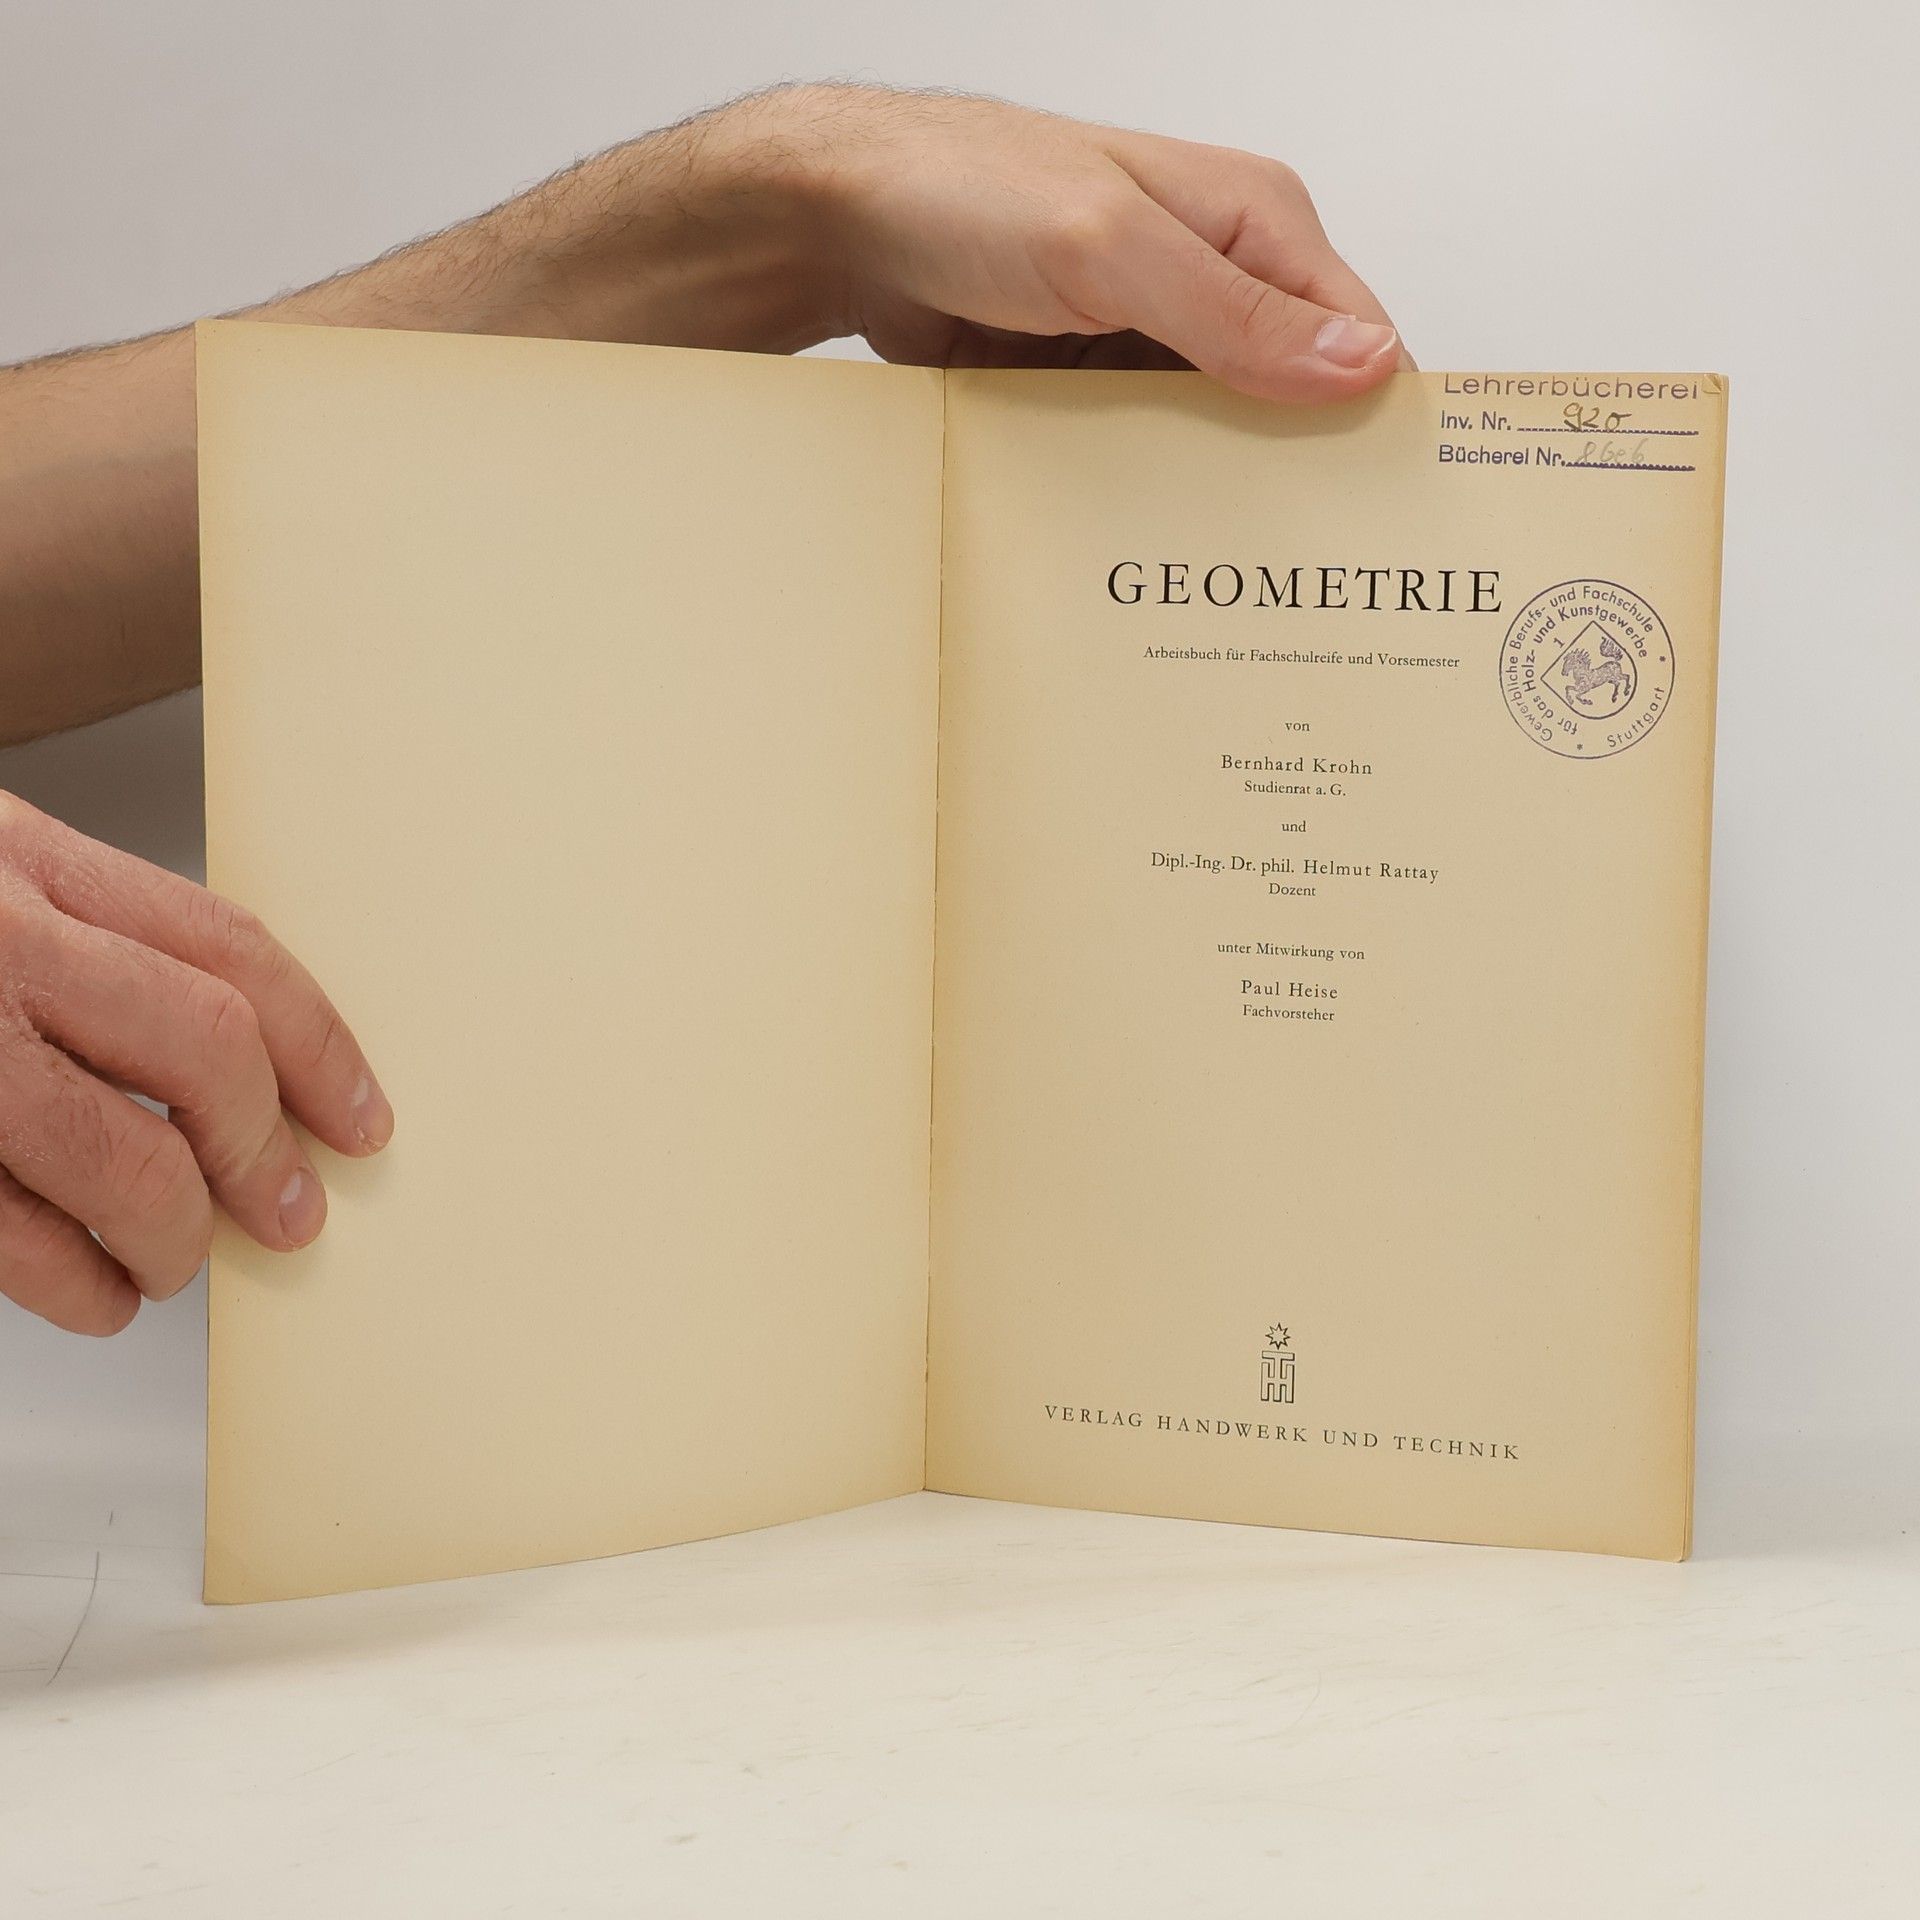 Lehrerbücherei
Inv. Nr. 920
Bücherei Nr.
GEOMETRIE
Arbeitsbuch für Fachschulreife und Vorsemester
Gewerbliche Berufs- und Fachschule
für das Holz- und Kunstgewerbe
1
* Stuttgart *
von
Bernhard Krohn
Studienrat a. G.
und
Dipl.-Ing. Dr. phil. Helmut Rattay
Dozent
unter Mitwirkung von
Paul Heise
Fachvorsteher
VERLAG HANDWERK UND TECHNIK